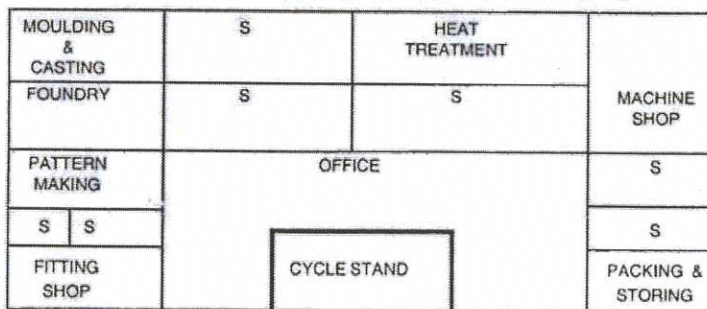 MOULDING
&
CASTING
S
HEAT
TREATMENT
FOUNDRY
S
S
MACHINE
SHOP
PATTERN
MAKING
OFFICE
S
S
S
S
FITTING
SHOP
CYCLE STAND
PACKING &
STORING